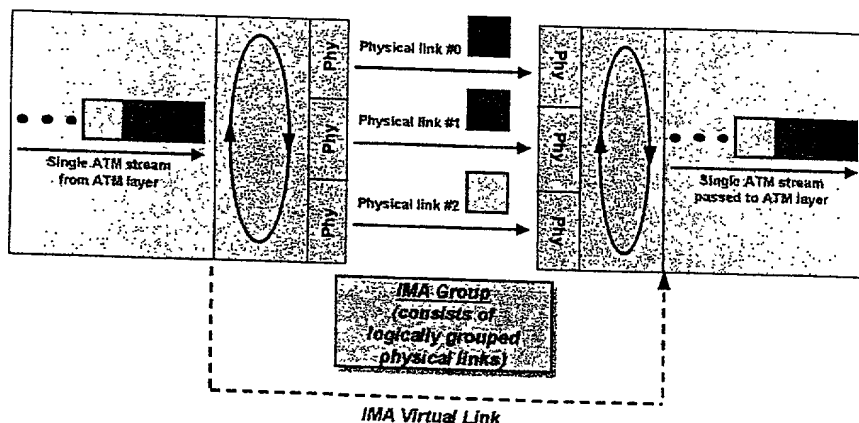 Phy
Physical link #0
Phy
Phy
Physical link #1
Phy
Single ATM stream
from ATM layer
Single ATM stream
passed to ATM layer
Phy
Physical link #2
Phy
IMA Group
(consists of
logically grouped
physical links)
IMA Virtual Link